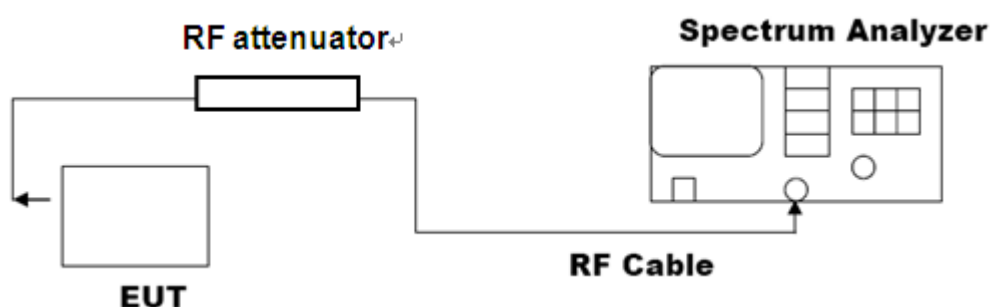 RF attenuator↵
Spectrum Analyzer
RF Cable
EUT